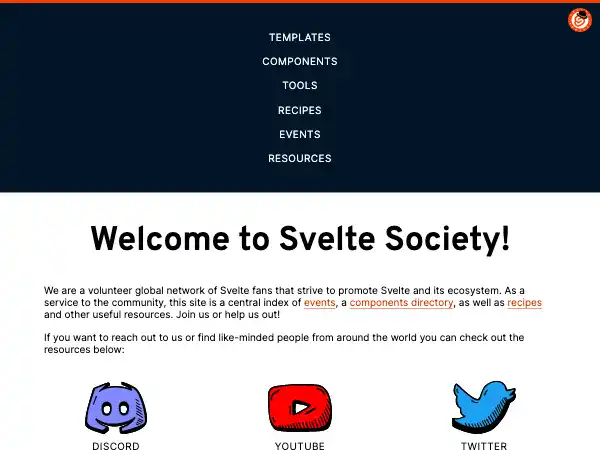 TEMPLATES
COMPONENTS
TOOLS
RECIPES
EVENTS
RESOURCES
Welcome to Svelte Society!
We are a volunteer global network of Svelte fans that strive to promote Svelte and its ecosystem. As a
service to the community, this site is a central index of events, a components directory, as well as recipes
and other useful resources. Join us or help us out!
If you want to reach out to us or find like-minded people from around the world you can check out the
resources below:
DISCORD
YOUTUBE
TWITTER